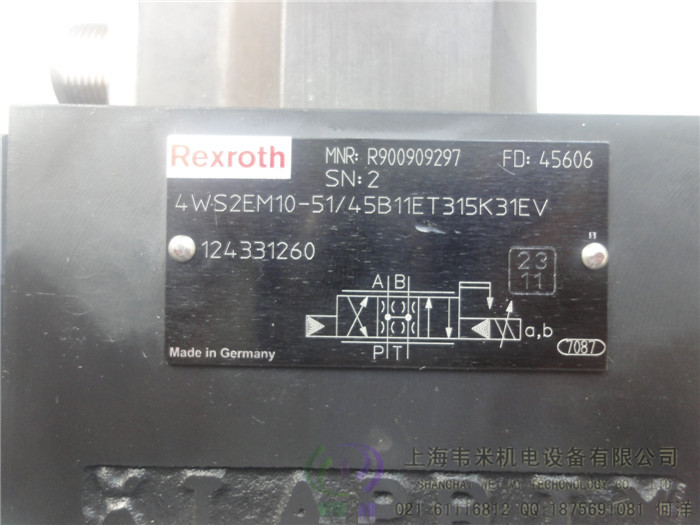 Rexroth MNR: R900909297 FD: 45606
SN: 2
4WS2EM10-51/45B11ET315K31EV
124331260
23
11
A B
a,b
P T
Made in Germany
7087
上海韦米机电设备有限公司
021-61116812 QQ:1875691081 何洋